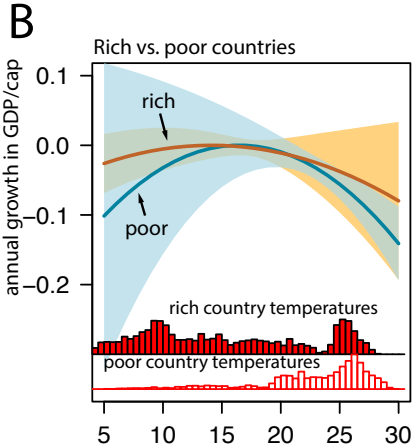 B
Rich vs. poor countries
annual growth in GDP/cap
0.1
0.0
−0.1
−0.2
rich
poor
rich country temperatures
poor country temperatures
5 10 15 20 25 30